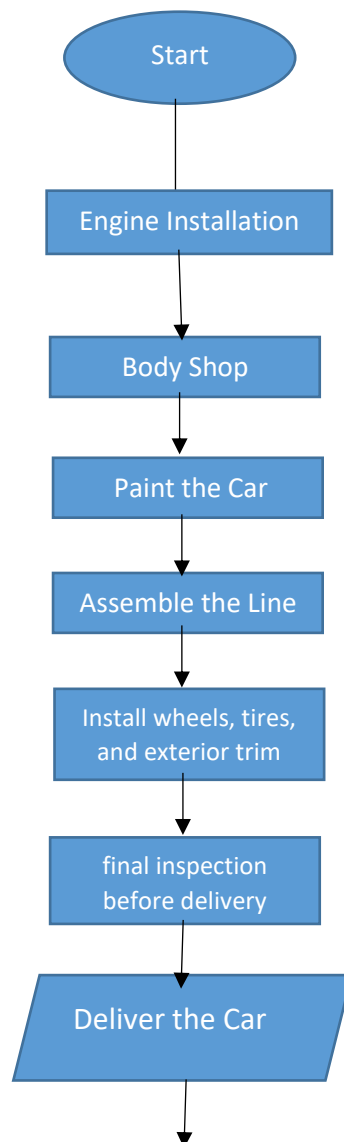 Start
Engine Installation
Body Shop
Paint the Car
Assemble the Line
Install wheels, tires,
and exterior trim
final inspection
before delivery
Deliver the Car